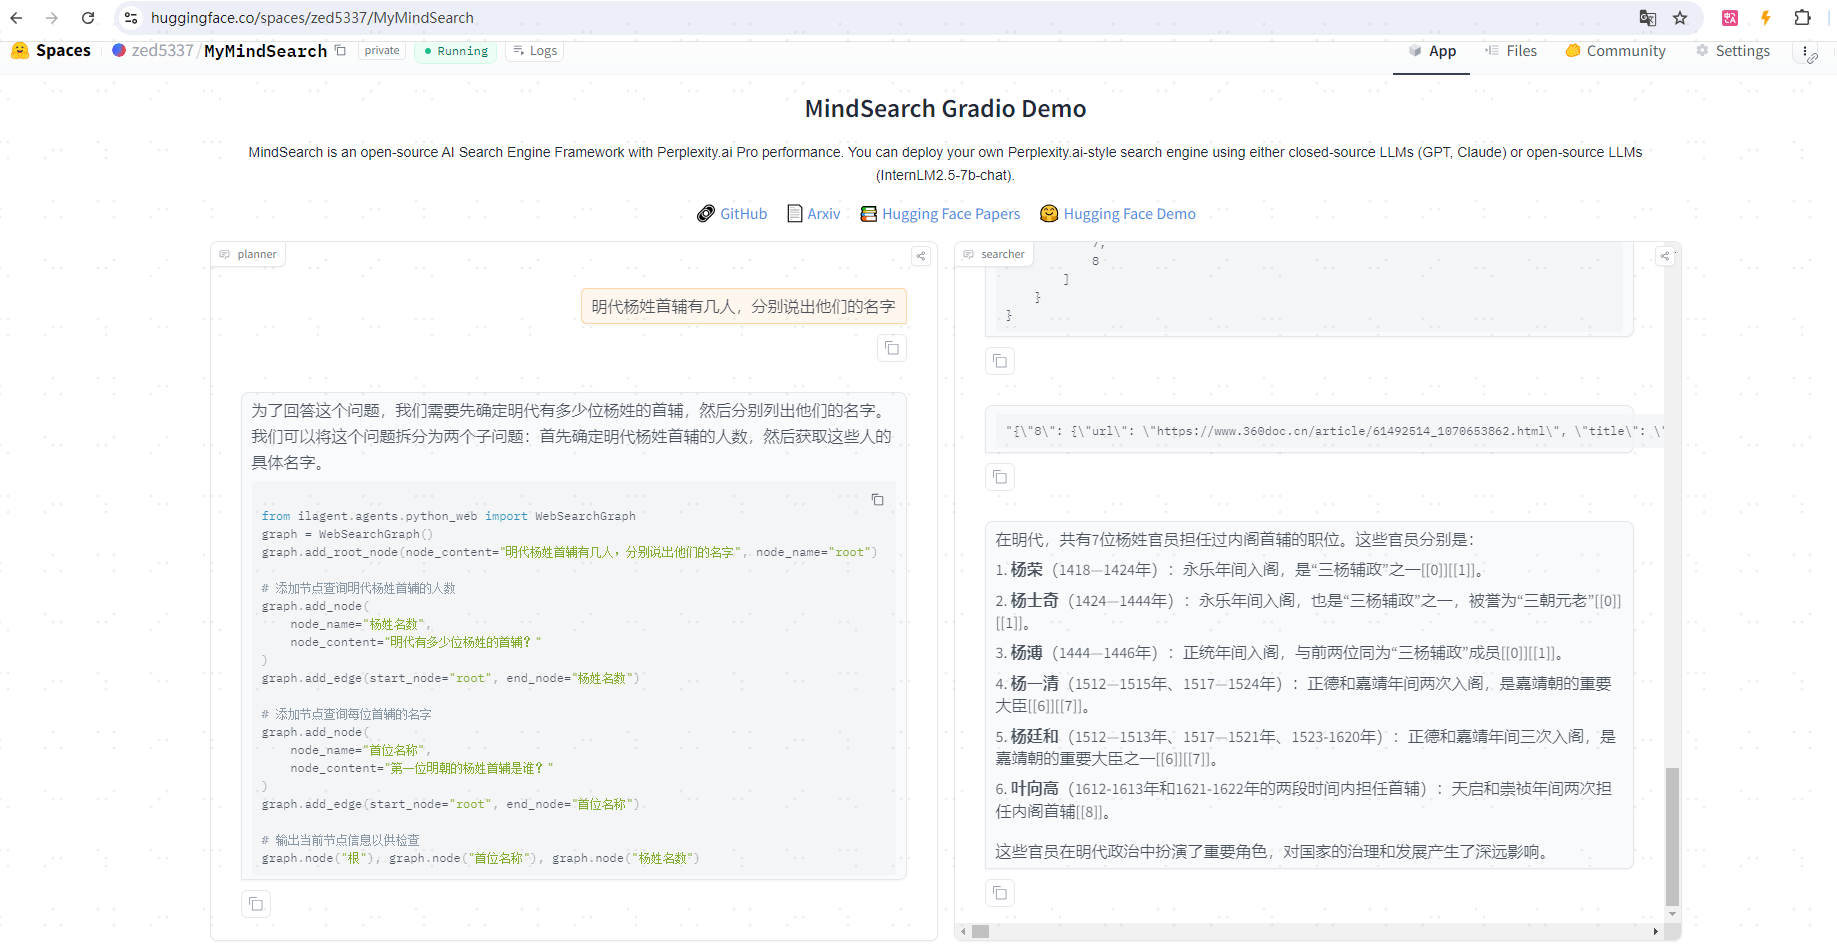 huggingface.co/spaces/zed5337/MyMindSearch
Spaces zed5337/MyMindSearch private Running Logs App Files Community Settings
MindSearch Gradio Demo
MindSearch is an open-source AI Search Engine Framework with Perplexity.ai Pro performance. You can deploy your own Perplexity.ai-style search engine using either closed-source LLMs (GPT, Claude) or open-source LLMs
(InternLM2.5-7b-chat).
GitHub Arxiv Hugging Face Papers Hugging Face Demo
planner
明代杨姓首辅有几人，分别说出他们的名字
为了回答这个问题，我们需要先确定明代有多少位杨姓的首辅，然后分别列出他们的名字。
我们可以将这个问题拆分为两个子问题：首先确定明代杨姓首辅的人数，然后获取这些人的
具体名字。
from ilagent.agents.python_web import WebSearchGraph
graph = WebSearchGraph()
graph.add_root_node(node_content="明代杨姓首辅有几人，分别说出他们的名字", node_name="root")
# 添加节点查询明代杨姓首辅的人数
graph.add_node(
node_name="杨姓名数",
node_content="明代有多少位杨姓的首辅？"
)
graph.add_edge(start_node="root", end_node="杨姓名数")
# 添加节点查询每位首辅的名字
graph.add_node(
node_name="首位名称",
node_content="第一位明朝的杨姓首辅是谁？"
)
graph.add_edge(start_node="root", end_node="首位名称")
# 输出当前节点信息以供检查
graph.node("根"), graph.node("首位名称"), graph.node("杨姓名数")
searcher
7,
8
]
}
}
"{\"8\": {\"url\": \"https://www.360doc.cn/article/61492514_1070653862.html\", \"title\": \"
在明代，共有7位杨姓官员担任过内阁首辅的职位。这些官员分别是：
1. 杨荣（1418—1424年）：永乐年间入阁，是“三杨辅政”之一[[0]][[1]]。
2. 杨士奇（1424—1444年）：永乐年间入阁，也是“三杨辅政”之一，被誉为“三朝元老”[[0]]
[[1]]。
3. 杨溥（1444—1446年）：正统年间入阁，与前两位同为“三杨辅政”成员[[0]][[1]]。
4. 杨一清（1512—1515年、1517—1524年）：正德和嘉靖年间两次入阁，是嘉靖朝的重要
大臣[[6]][[7]]。
5. 杨廷和（1512—1513年、1517—1521年、1523-1620年）：正德和嘉靖年间三次入阁，是
嘉靖朝的重要大臣之一[[6]][[7]]。
6. 叶向高（1612-1613年和1621-1622年的两段时间内担任首辅）：天启和崇祯年间两次担
任内阁首辅[[8]]。
这些官员在明代政治中扮演了重要角色，对国家的治理和发展产生了深远影响。